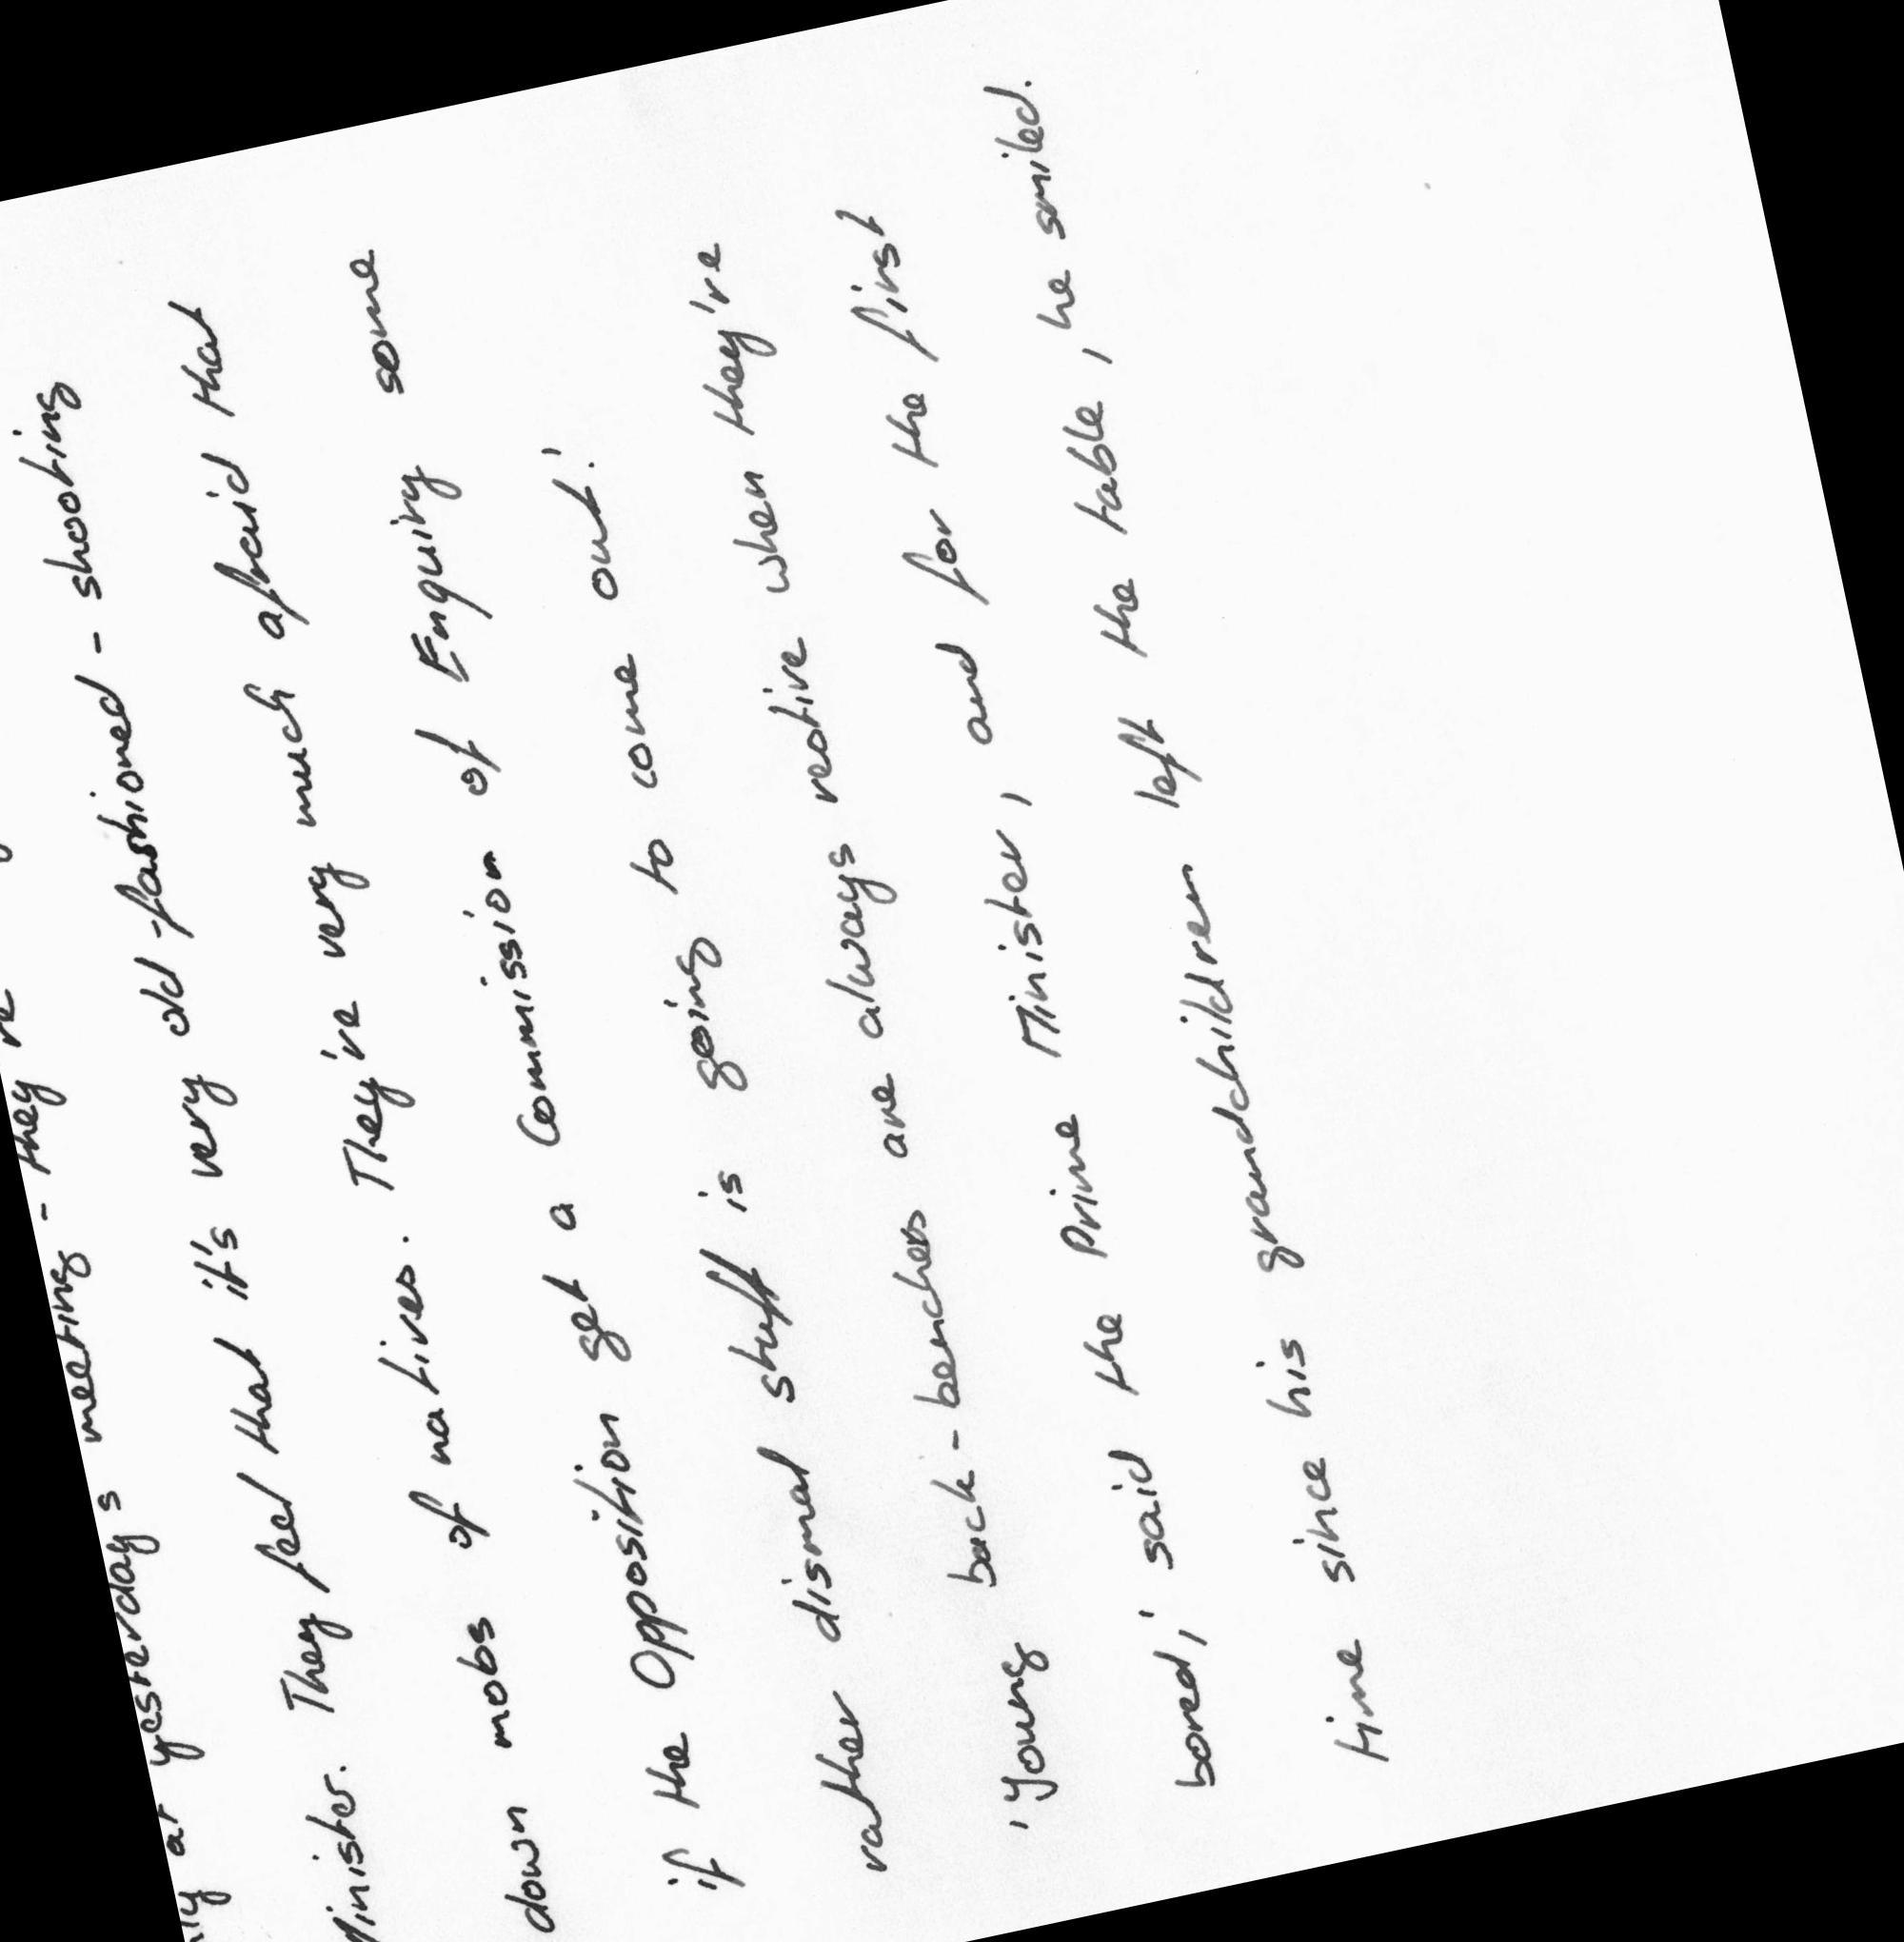 at yesterday's meeting - they're
Minister. They feel that it's very old-fashioned - shooting
down mobs of natives. They've very much afraid that
if the Opposition get a Commission of Enquiry some
rather dismal stuff is going to come out.'
'Young back-benchers are always restive when they're
bored,' said the Prime Minister, and for the first
time since his grandchildren left the table, he smiled.